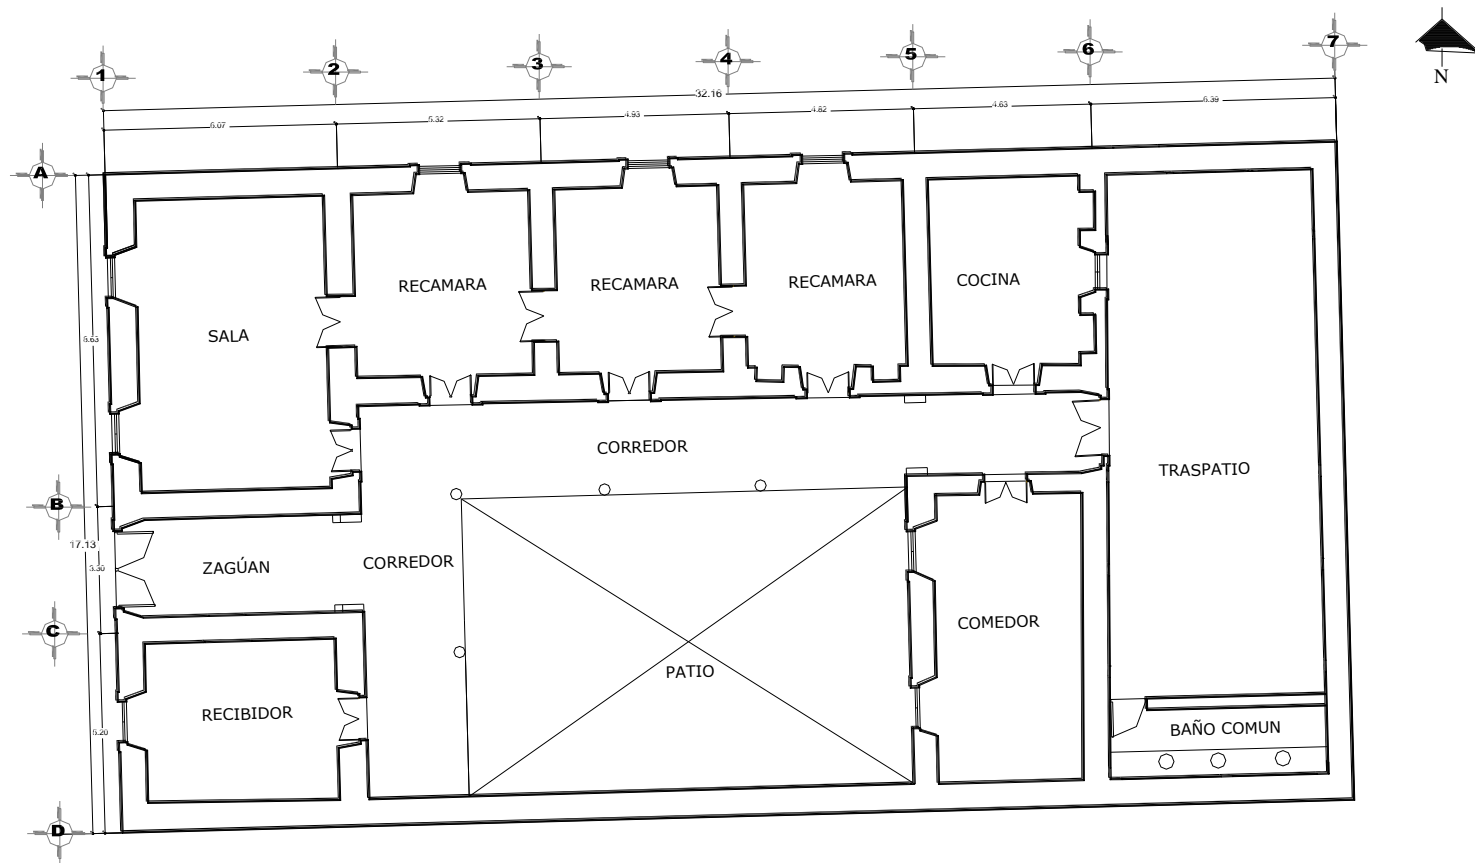 7
6
5
4
3
2
1
N
32.16
6.07
5.32
4.93
4.82
4.63
6.39
A
RECAMARA
RECAMARA
RECAMARA
COCINA
SALA
8.63
CORREDOR
TRASPATIO
B
17.13
3.30
ZAGÚAN
CORREDOR
C
COMEDOR
PATIO
RECIBIDOR
5.20
BAÑO COMUN
D